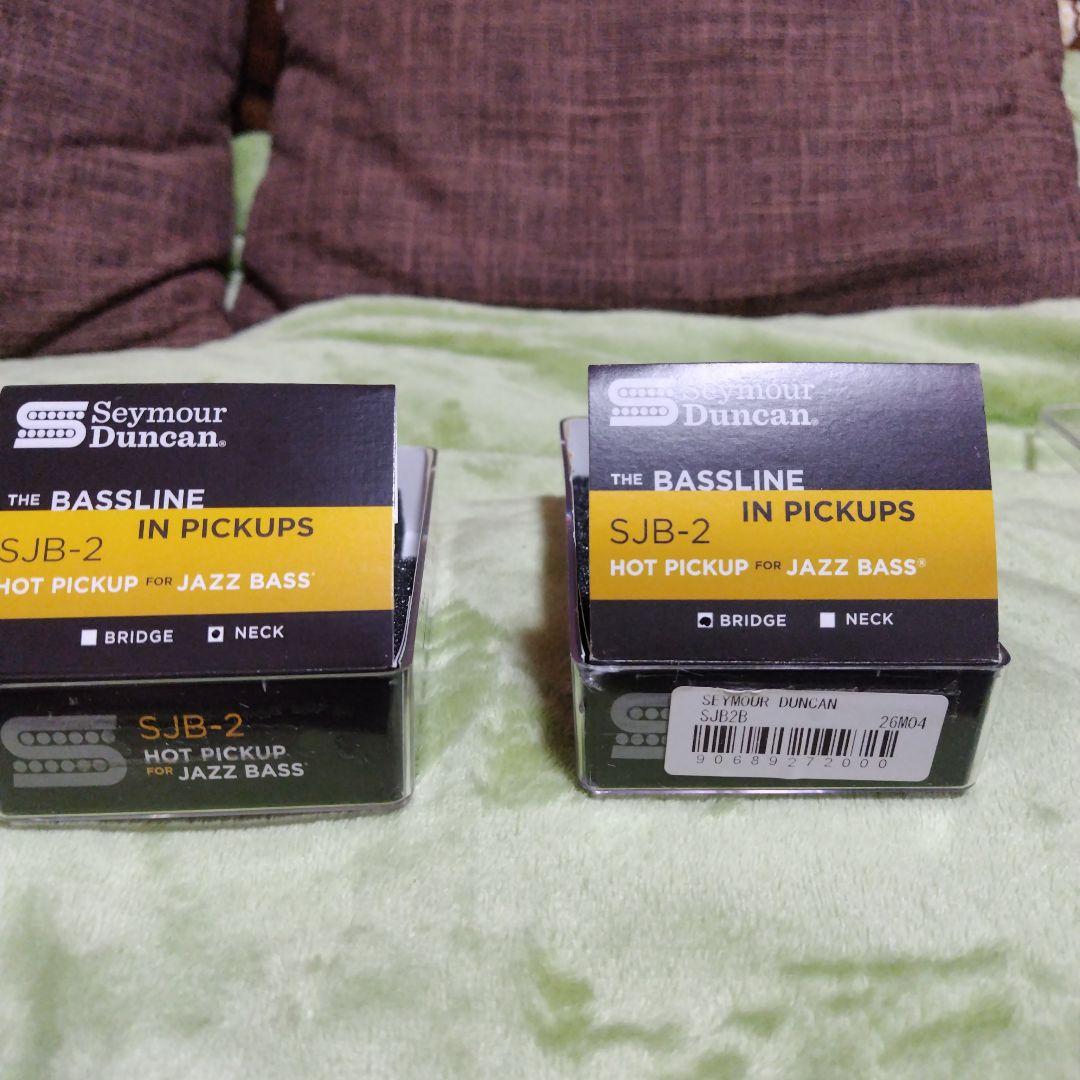 Seymour
Duncan®
THE BASSLINE
IN PICKUPS
SJB-2
HOT PICKUP FOR JAZZ BASS®
BRIDGE NECK
SJB-2
HOT PICKUP
FOR JAZZ BASS
Seymour
Duncan®
THE BASSLINE
IN PICKUPS
SJB-2
HOT PICKUP FOR JAZZ BASS®
BRIDGE NECK
SEYMOUR DUNCAN
SJB2B 26M04
90689272000